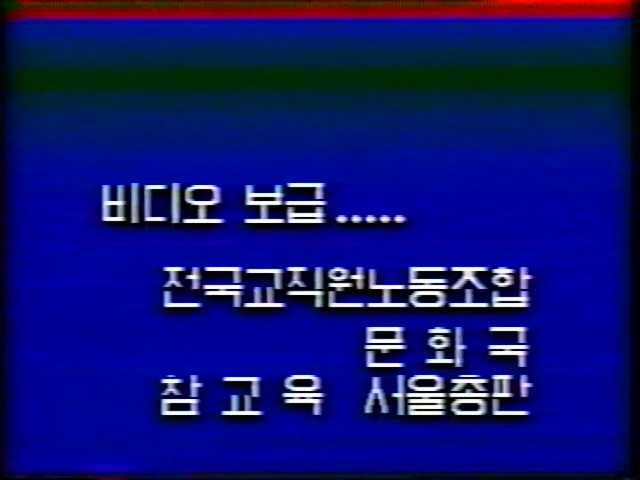 비디오 보급.....
전국교직원노동조합
문 화 국
참 교 육 서울총판